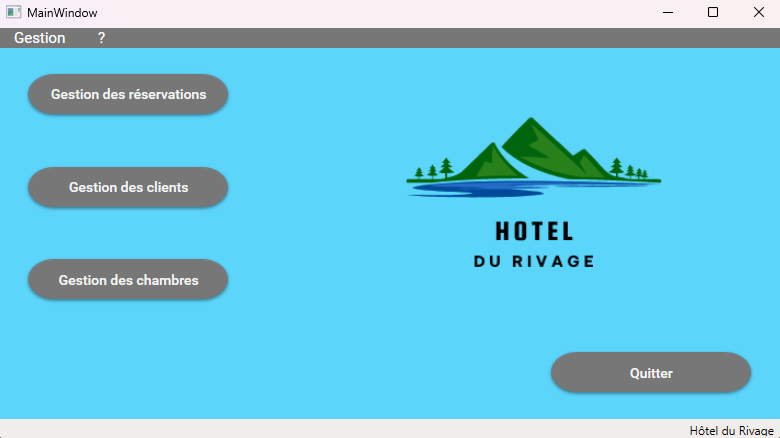 MainWindow
Gestion ?
Gestion des réservations
Gestion des clients
Gestion des chambres
HOTEL
DU RIVAGE
Quitter
Hôtel du Rivage